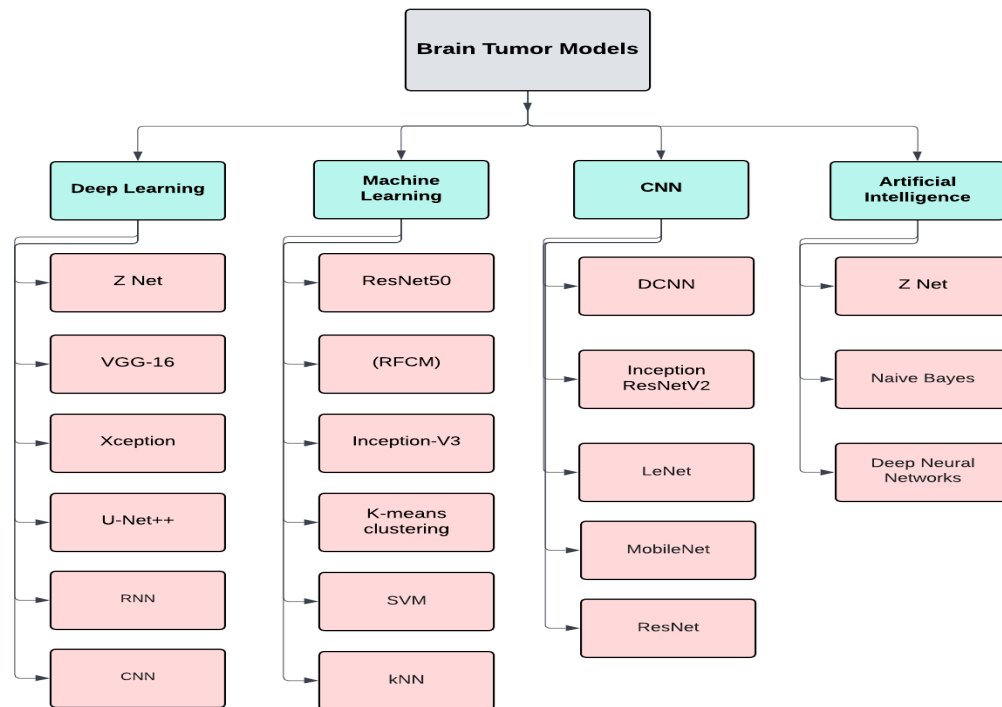 Brain Tumor Models
Deep Learning
Machine
Learning
CNN
Artificial
Intelligence
Z Net
VGG-16
Xception
U-Net++
RNN
CNN
ResNet50
(RFCM)
Inception-V3
K-means
clustering
SVM
kNN
DCNN
Inception
ResNetV2
LeNet
MobileNet
ResNet
Z Net
Naive Bayes
Deep Neural
Networks